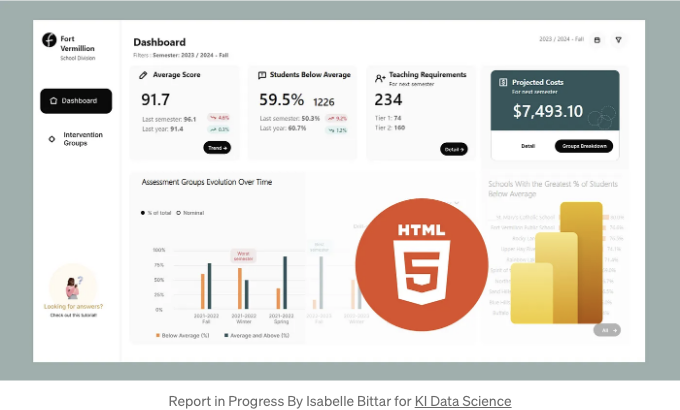 Fort
Vermillion
School Division
Dashboard
Intervention
Groups
Looking for answers?
Check out this tutorial!
Dashboard
Filters : Semester: 2023 / 2024 - Fall
2023 / 2024 - Fall
Average Score
91.7
Last semester: 96.1
4.6%
Last year: 91.4
0.3%
Trend →
Students Below Average
59.5% 1226
Last semester: 50.3%
9.2%
Last year: 60.7%
1.2%
Teaching Requirements
For next semester
234
Tier 1: 74
Tier 2: 160
Detail →
Projected Costs
For next semester
$7,493.10
Detail
Groups Breakdown
Assessment Groups Evolution Over Time
% of total
Nominal
100%
75%
50%
25%
0%
Worst
semester
2021-2022
Fall
2021-2022
Winter
2021-2022
Spring
Below Average (%)
Average and Above (%)
Schools With the Greatest % of Students
Below Average
HTML
5
All →
Report in Progress By Isabelle Bittar for KI Data Science